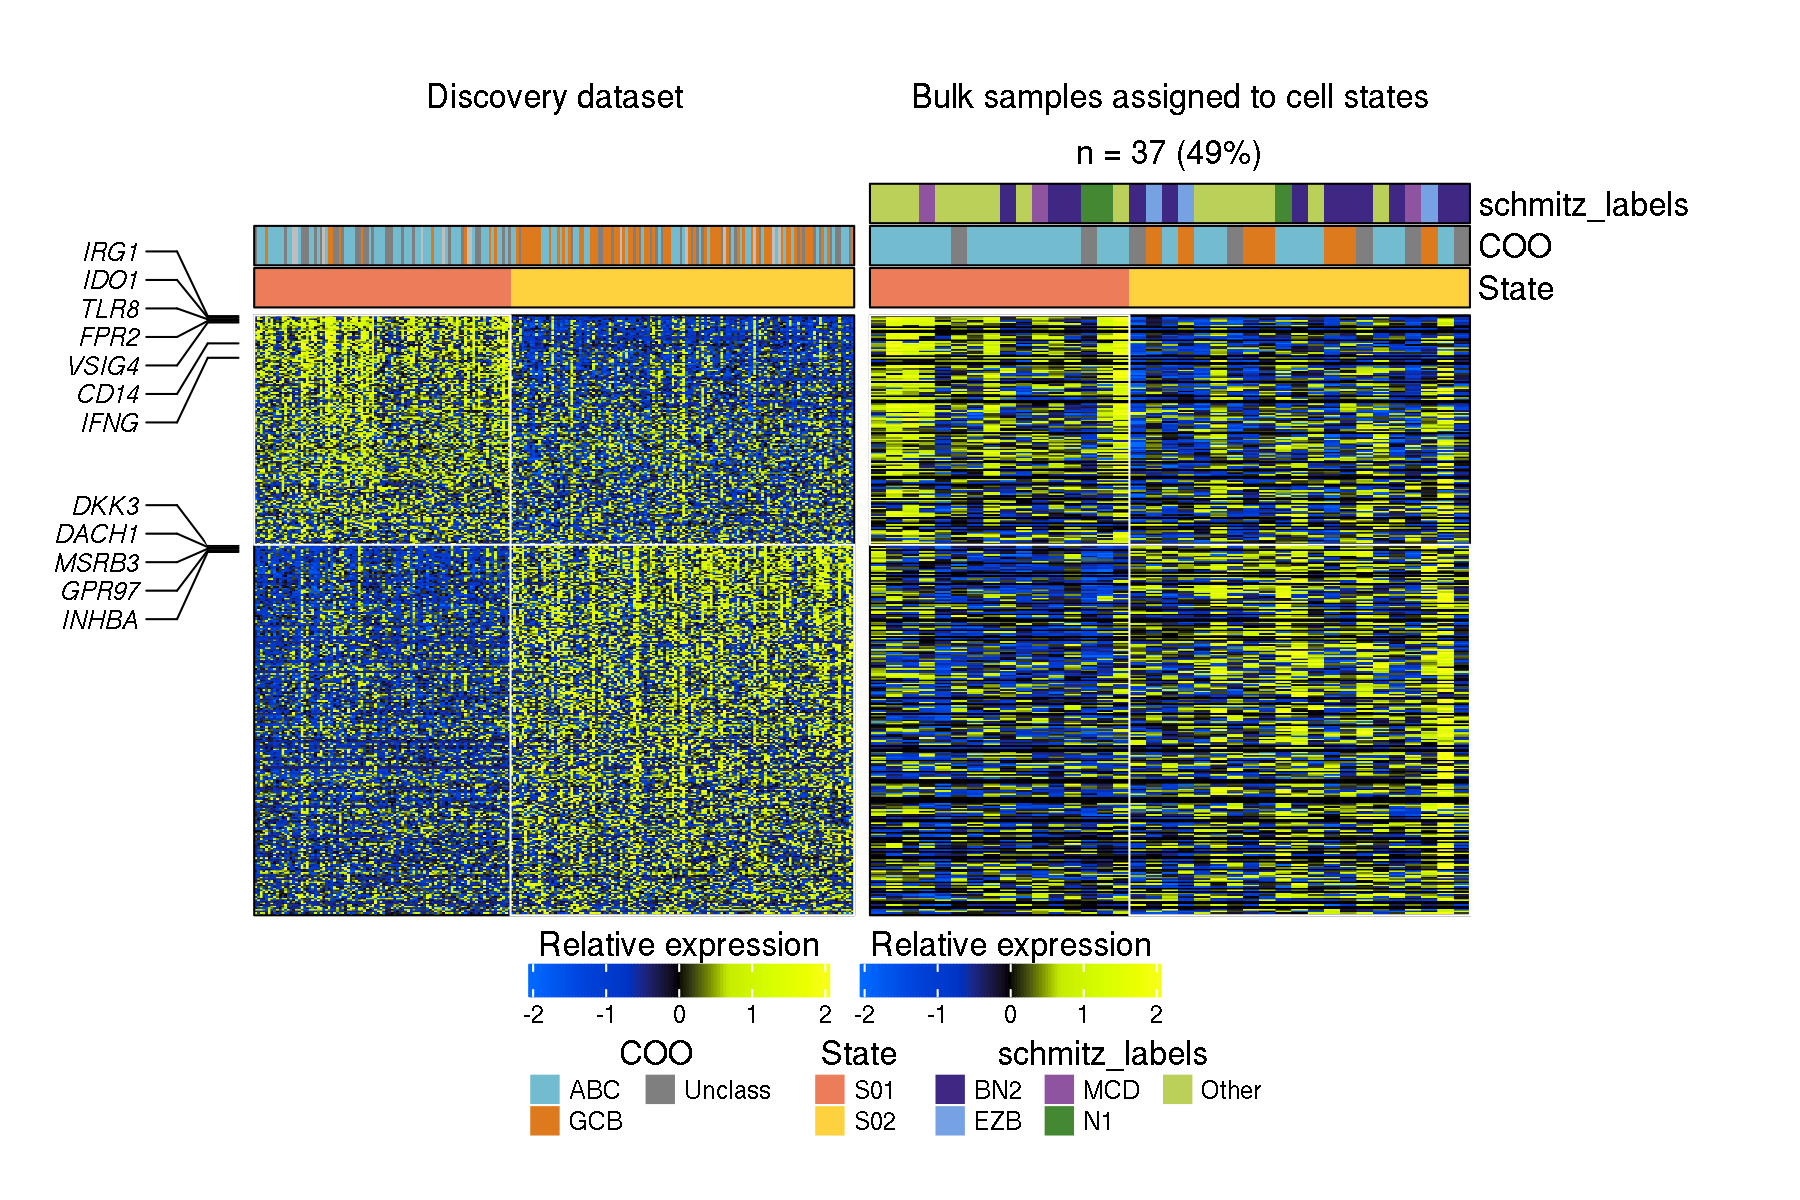 Discovery dataset
Bulk samples assigned to cell states
n = 37 (49%)
schmitz_labels
COO
State
IRG1
IDO1
TLR8
FPR2
VSIG4
CD14
IFNG
DKK3
DACH1
MSRB3
GPR97
INHBA
Relative expression
-2 -1 0 1 2
Relative expression
-2 -1 0 1 2
COO
ABC
Unclass
GCB
State
S01
S02
schmitz_labels
BN2
MCD
Other
EZB
N1